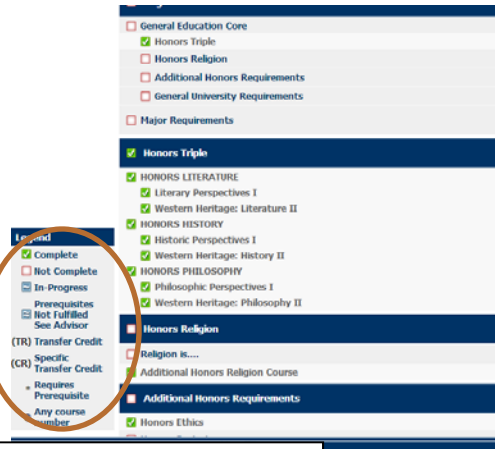 General Education Core
Honors Triple
Honors Religion
Additional Honors Requirements
General University Requirements
Major Requirements
Honors Triple
HONORS LITERATURE
Literary Perspectives I
Western Heritage: Literature II
HONORS HISTORY
Historic Perspectives I
Western Heritage: History II
HONORS PHILOSOPHY
Philosophic Perspectives I
Western Heritage: Philosophy II
Honors Religion
Religion is....
Additional Honors Religion Course
Additional Honors Requirements
Honors Ethics
Legend
Complete
Not Complete
In-Progress
Prerequisites
Not Fulfilled
See Advisor
(TR) Transfer Credit
(CR) Specific
Transfer Credit
Requires
Prerequisite
Any course
number